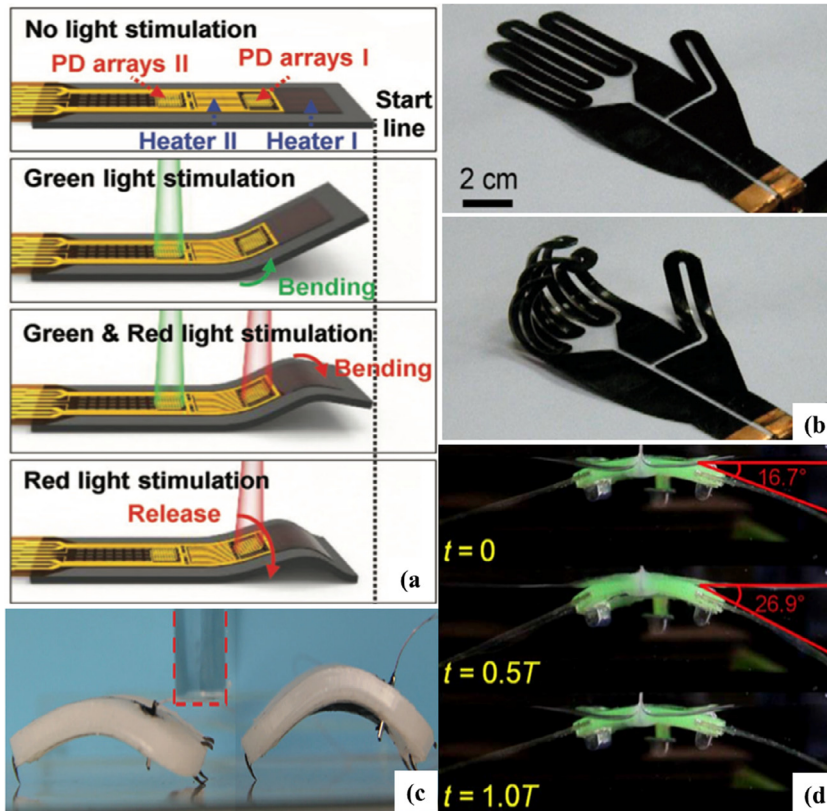 No light stimulation
PD arrays II
PD arrays I
Start
line
Heater II
Heater I
Green light stimulation
Bending
Green & Red light stimulation
Bending
Red light stimulation
Release
(a
2 cm
(b)
(c)
16.7°
t = 0
26.9°
t = 0.5T
t = 1.0T
(d)